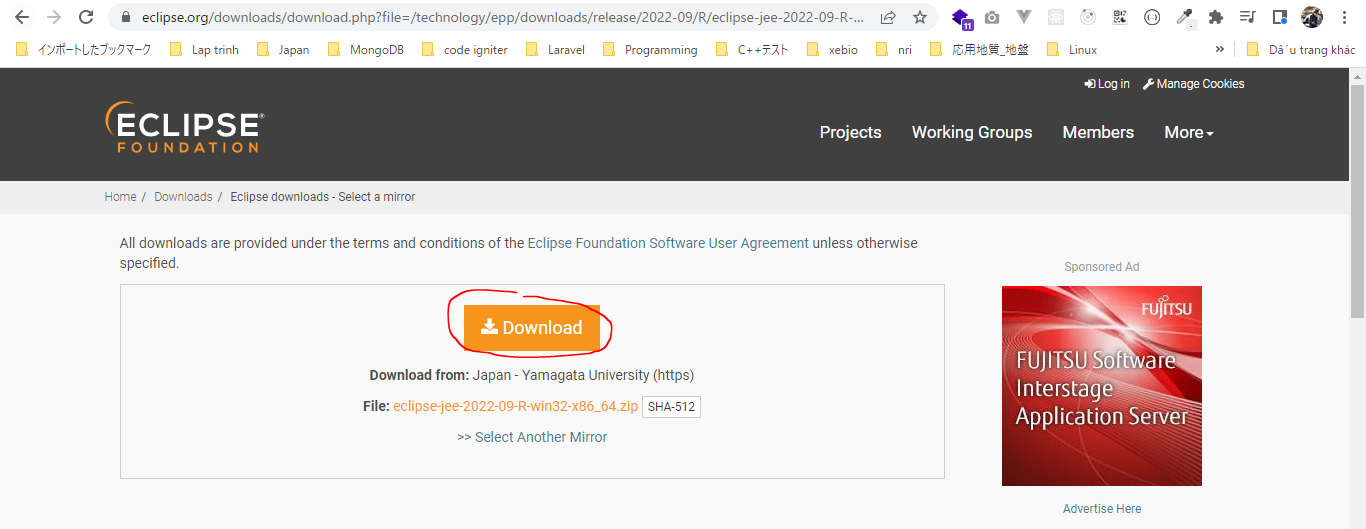 eclipse.org/downloads/download.php?file=/technology/epp/downloads/release/2022-09/R/eclipse-jee-2022-09-R-...
11
インポートしたブックマーク
Lap trinh
Japan
MongoDB
code igniter
Laravel
Programming
C++テスト
xebio
nri
応用地質_地盤
Linux
»
Dấu trang khác
Log in
Manage Cookies
ECLIPSE®
FOUNDATION
Projects
Working Groups
Members
More
Home / Downloads / Eclipse downloads - Select a mirror
All downloads are provided under the terms and conditions of the Eclipse Foundation Software User Agreement unless otherwise
specified.
Sponsored Ad
Download
Download from: Japan - Yamagata University (https)
File: eclipse-jee-2022-09-R-win32-x86_64.zip SHA-512
>> Select Another Mirror
FUJITSU
FUJITSU Software
Interstage
Application Server
Advertise Here